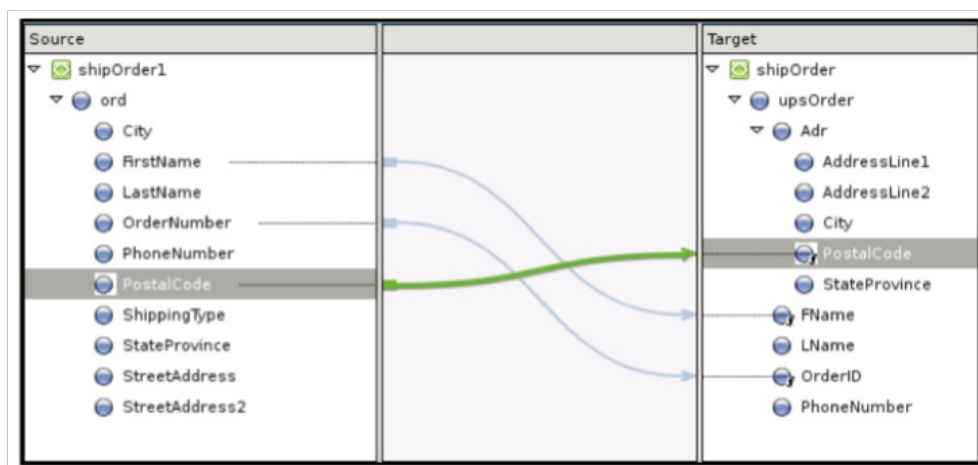 Source
shipOrder1
ord
City
FirstName
LastName
OrderNumber
PhoneNumber
PostalCode
ShippingType
StateProvince
StreetAddress
StreetAddress2
Target
shipOrder
upsOrder
Adr
AddressLine1
AddressLine2
City
PostalCode
StateProvince
FName
LName
OrderID
PhoneNumber